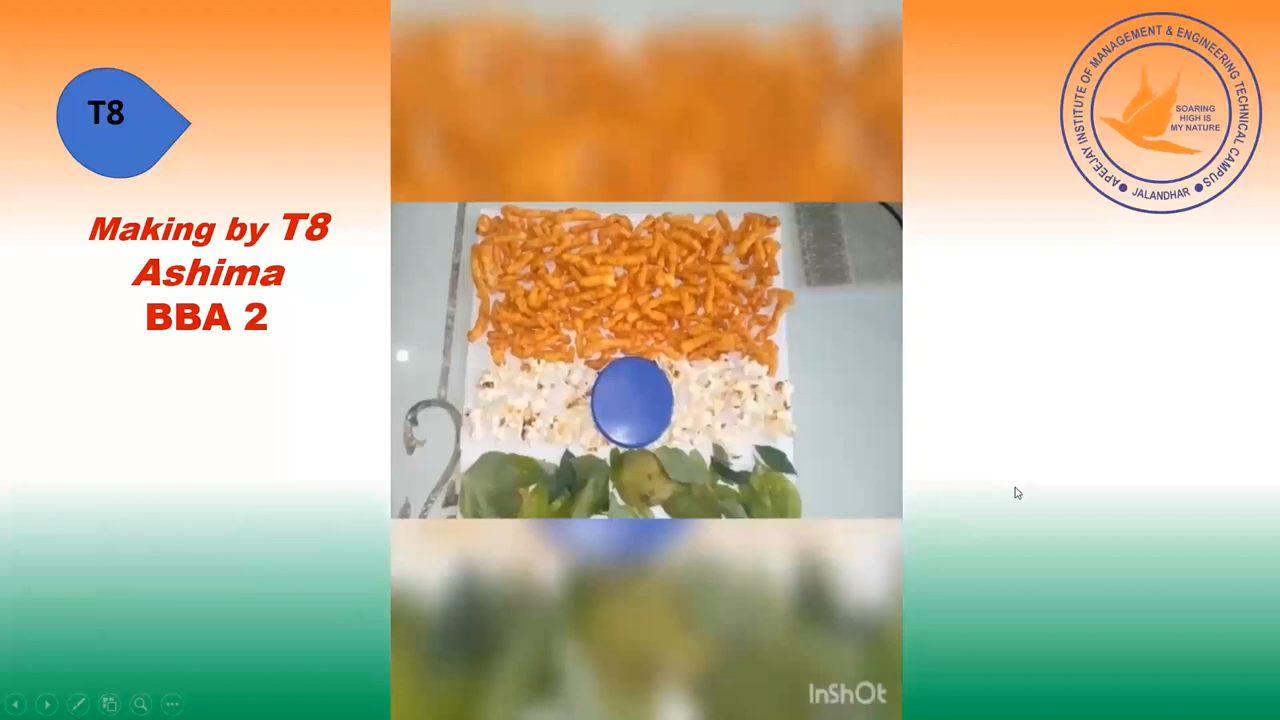 T8
Making by T8
Ashima
BBA 2
APEEJAY INSTITUTE OF MANAGEMENT & ENGINEERING TECHNICAL CAMPUS
JALANDHAR
SOARING
HIGH IS
MY NATURE
InShOt